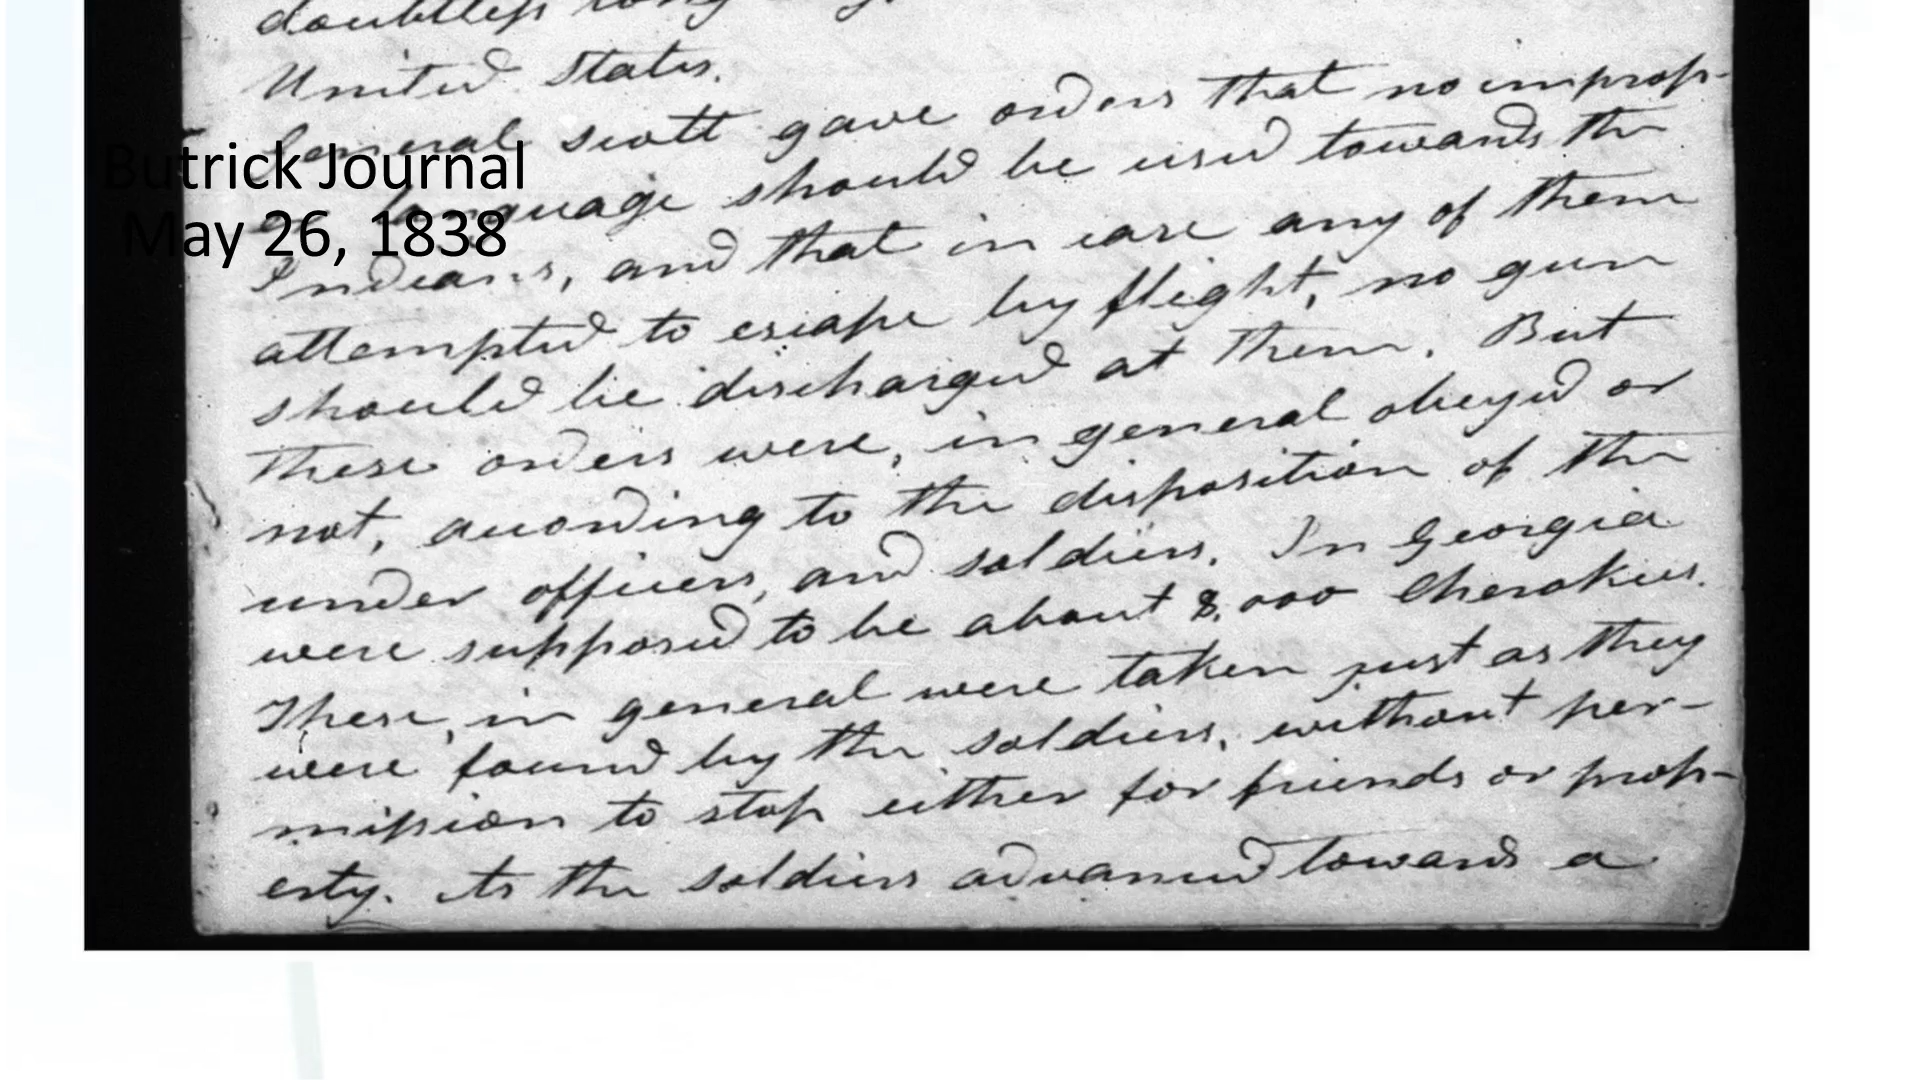 doubtless long
United States.
General Scott gave orders that no improp-
er language should be used towards the
Butrick Journal
May 26, 1838
Indians, and that in case any of them
attempted to escape by flight, no gun
should be discharged at them. But
these orders were, in general obeyed or
not, according to the disposition of the
under officers, and soldiers. In Georgia
were supposed to be about 8,000 Cherokees.
These, in general were taken just as they
were found by the soldiers, without per-
mission to stop either for friends or prop-
erty. As the soldiers advanced towards a